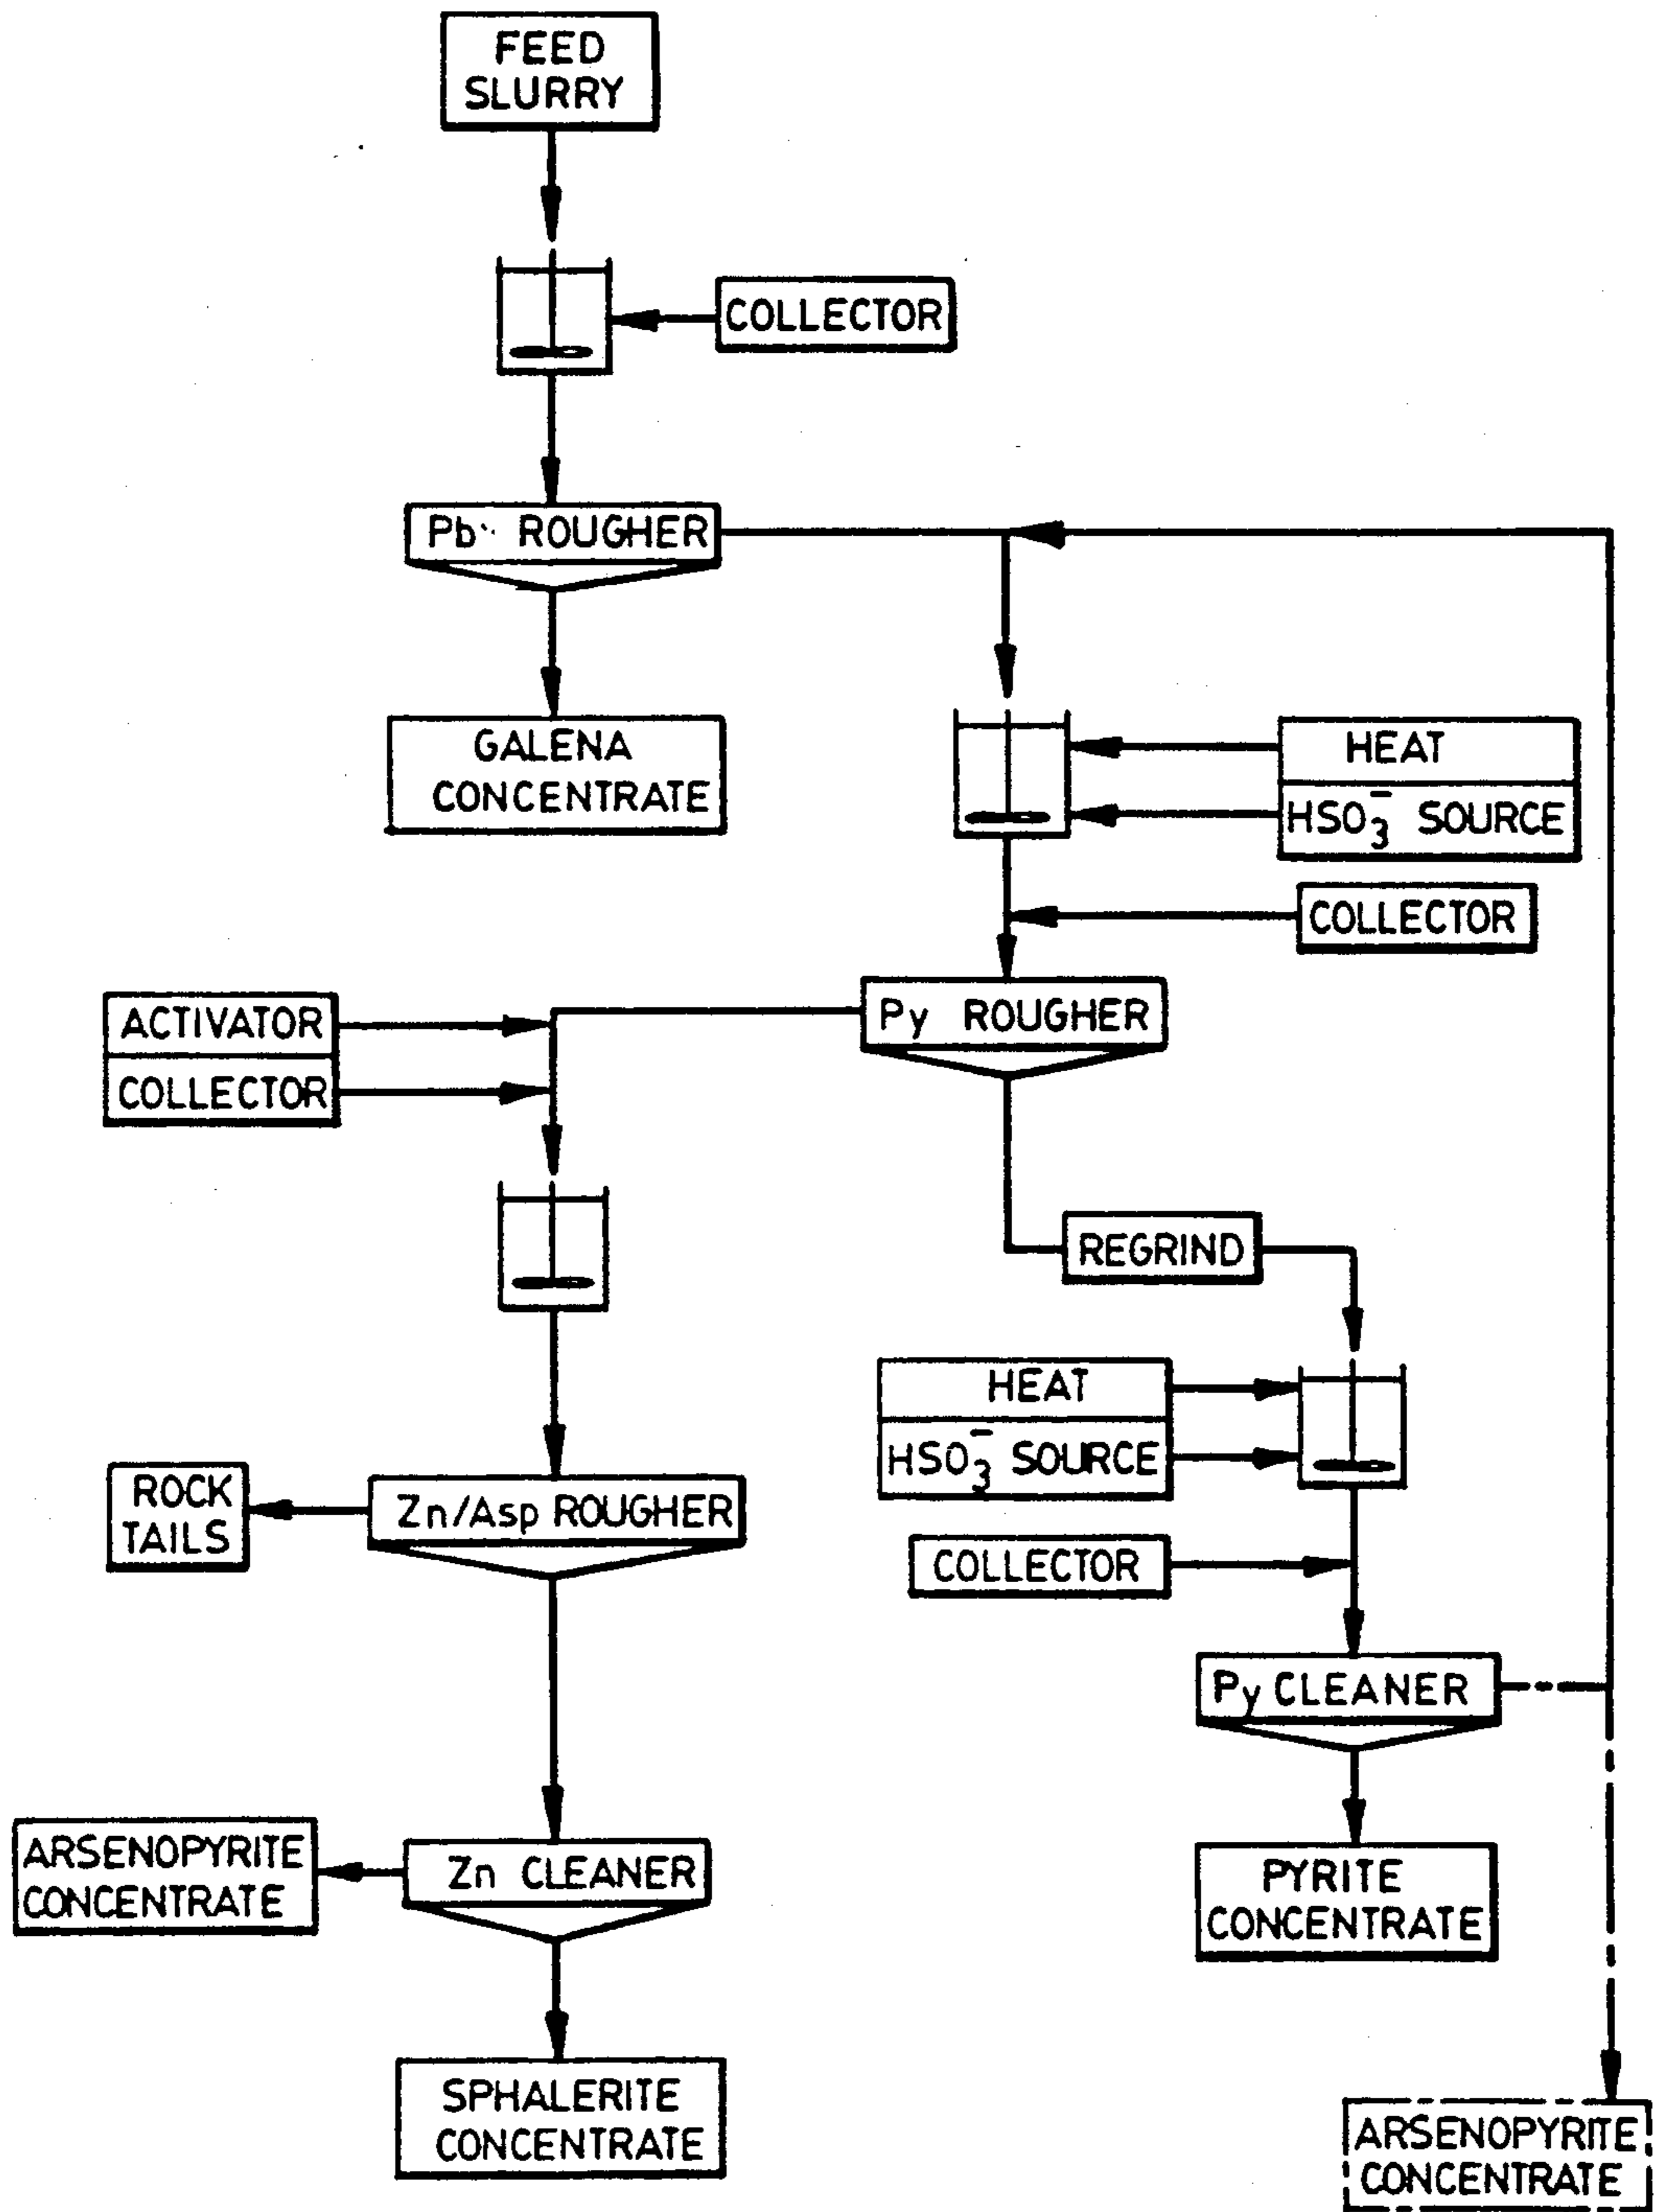 FEED
SLURRY
COLLECTOR
Pb ROUGHER
GALENA
CONCENTRATE
HEAT
HSO₃⁻ SOURCE
COLLECTOR
Py ROUGHER
ACTIVATOR
COLLECTOR
REGRIND
HEAT
HSO₃⁻ SOURCE
COLLECTOR
ROCK
TAILS
Zn/Asp ROUGHER
Py CLEANER
ARSENOPYRITE
CONCENTRATE
Zn CLEANER
PYRITE
CONCENTRATE
SPHALERITE
CONCENTRATE
ARSENOPYRITE
CONCENTRATE